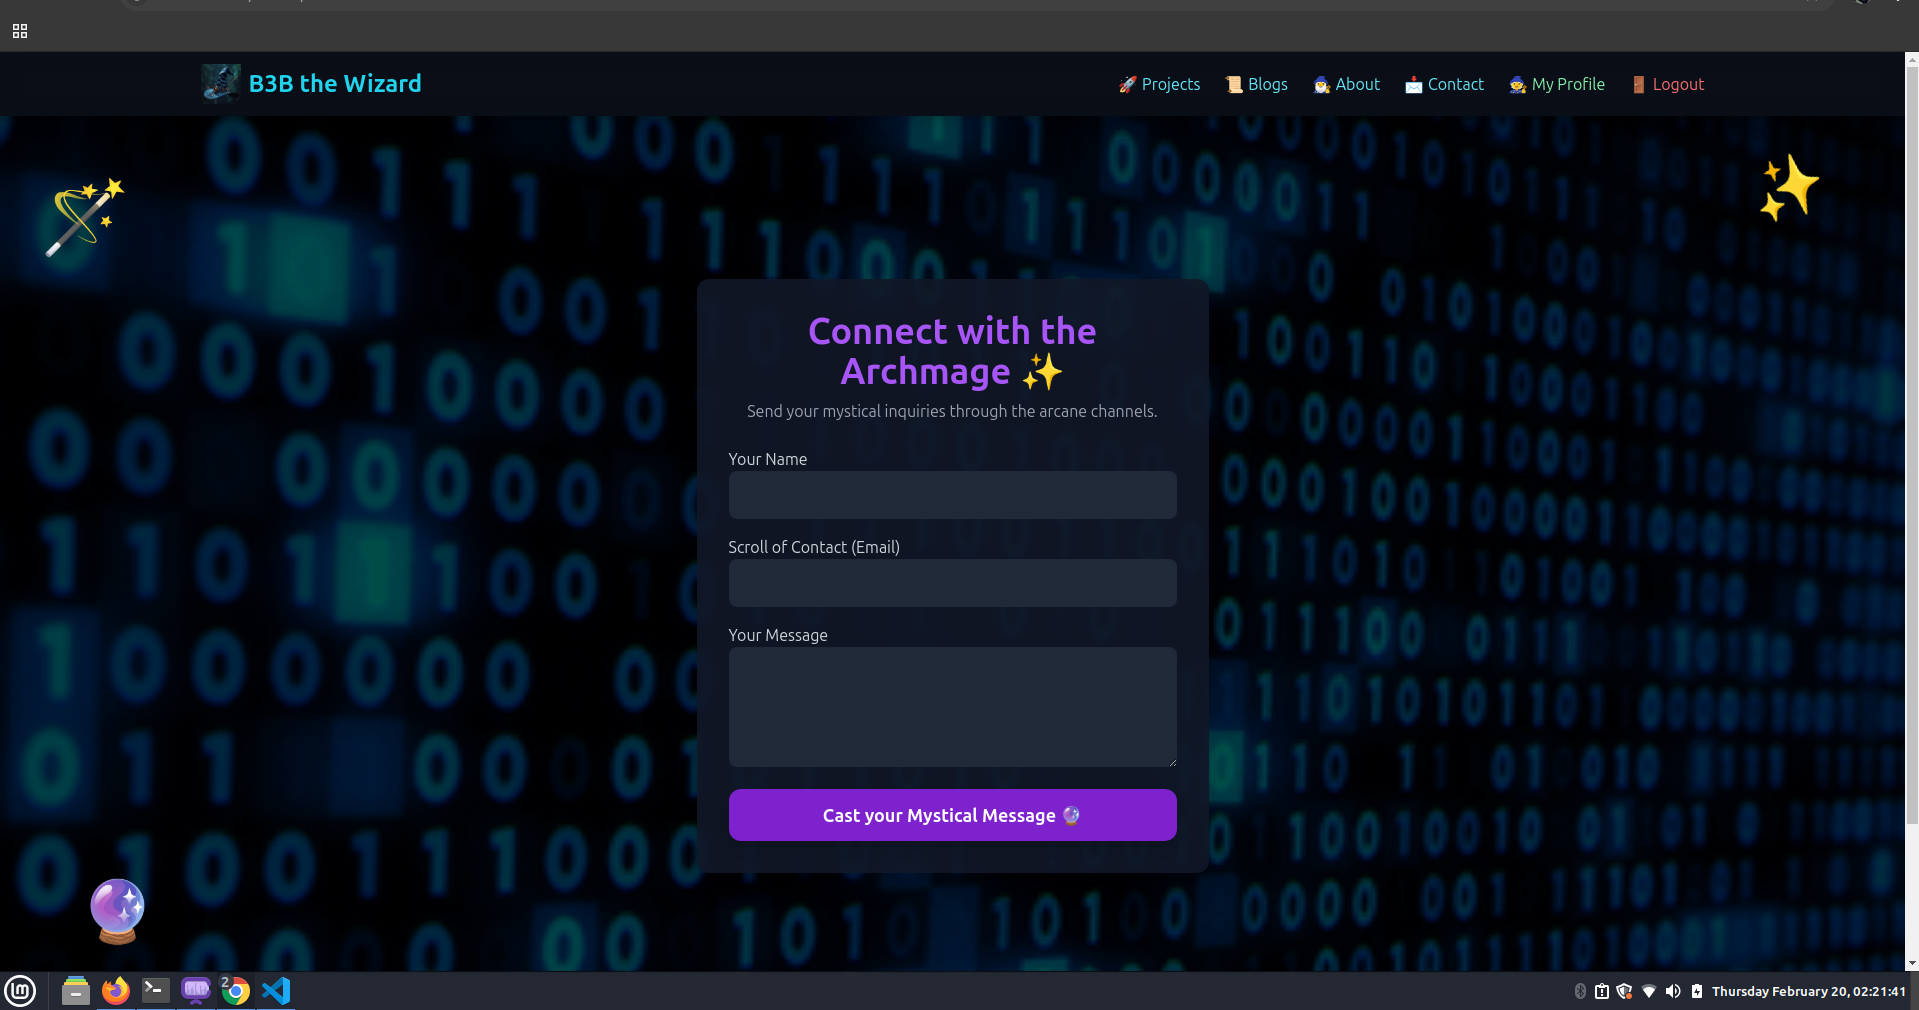 B3B the Wizard
Projects Blogs About Contact My Profile Logout
Connect with the
Archmage
Send your mystical inquiries through the arcane channels.
Your Name
Scroll of Contact (Email)
Your Message
Cast your Mystical Message
2
Thursday February 20, 02:21:41